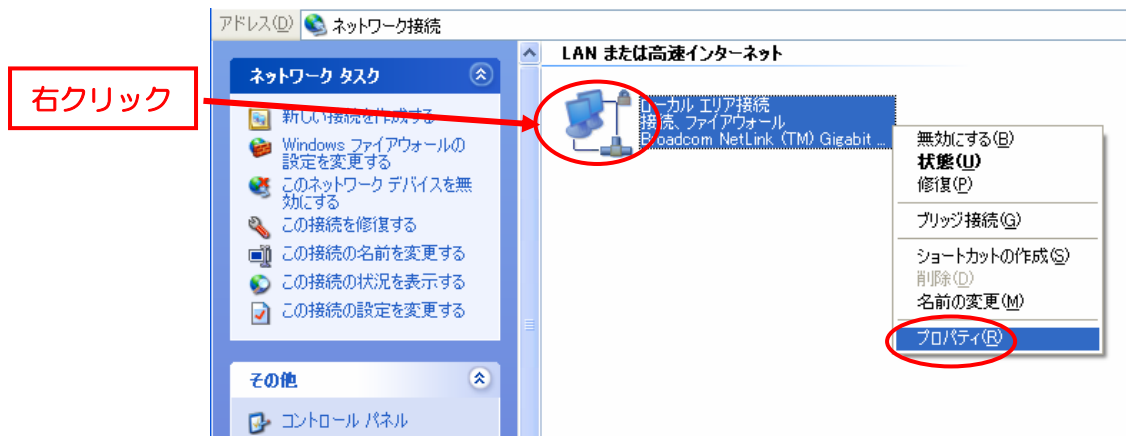 アドレス(D) ネットワーク接続
右クリック
ネットワーク タスク
新しい接続を作成する
Windows ファイアウォールの
設定を変更する
このネットワーク デバイスを無
効にする
この接続を修復する
この接続の名前を変更する
この接続の状況を表示する
この接続の設定を変更する
その他
コントロール パネル
LAN または高速インターネット
ローカル エリア接続
接続、ファイアウォール
Broadcom NetLink (TM) Gigabit ...
無効にする(B)
状態(U)
修復(P)
ブリッジ接続(G)
ショートカットの作成(S)
削除(D)
名前の変更(M)
プロパティ(R)